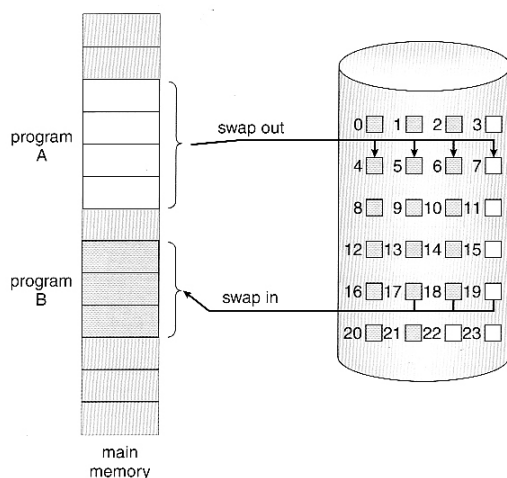 program
A
swap out
0 1 2 3
4 5 6 7
8 9 10 11
12 13 14 15
program
B
swap in
16 17 18 19
20 21 22 23
main
memory